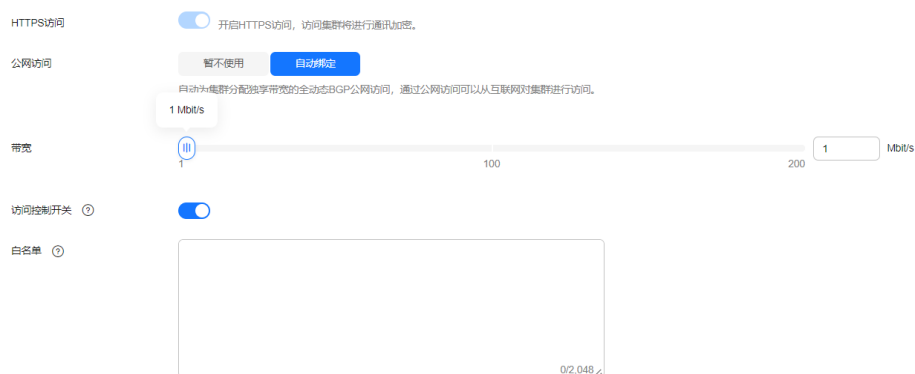 HTTPS访问
开启HTTPS访问，访问集群将进行通讯加密。
公网访问
暂不使用 自动绑定
自动为集群分配独享带宽的全动态BGP公网访问，通过公网访问可以从互联网对集群进行访问。
1 Mbit/s
带宽
1 Mbit/s
1 100 200
访问控制开关 ?
白名单 ?
0/2,048